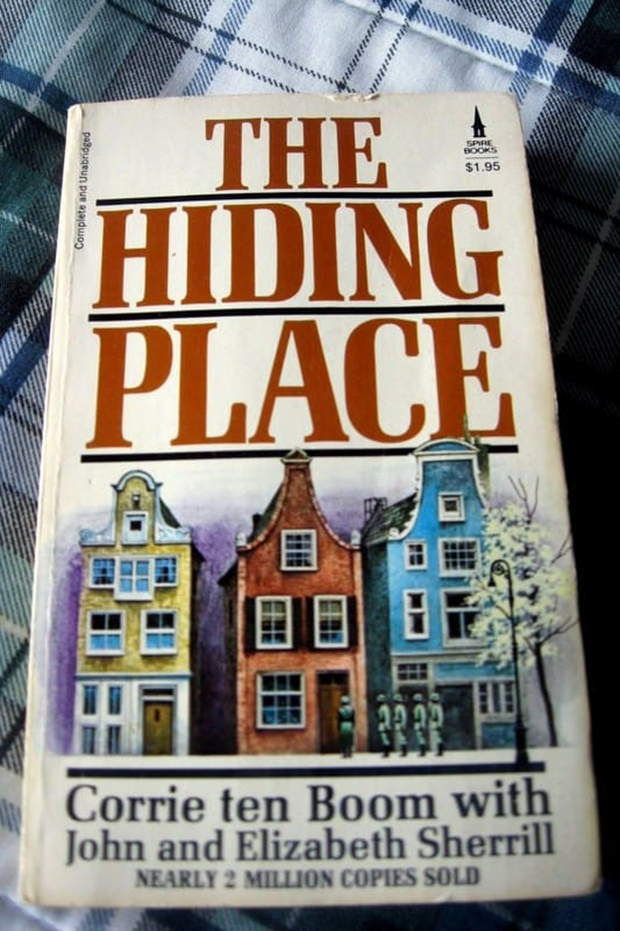 Complete and Unabridged
THE
HIDING
PLACE
SPIRE
BOOKS
$1.95
Corrie ten Boom with
John and Elizabeth Sherrill
NEARLY 2 MILLION COPIES SOLD